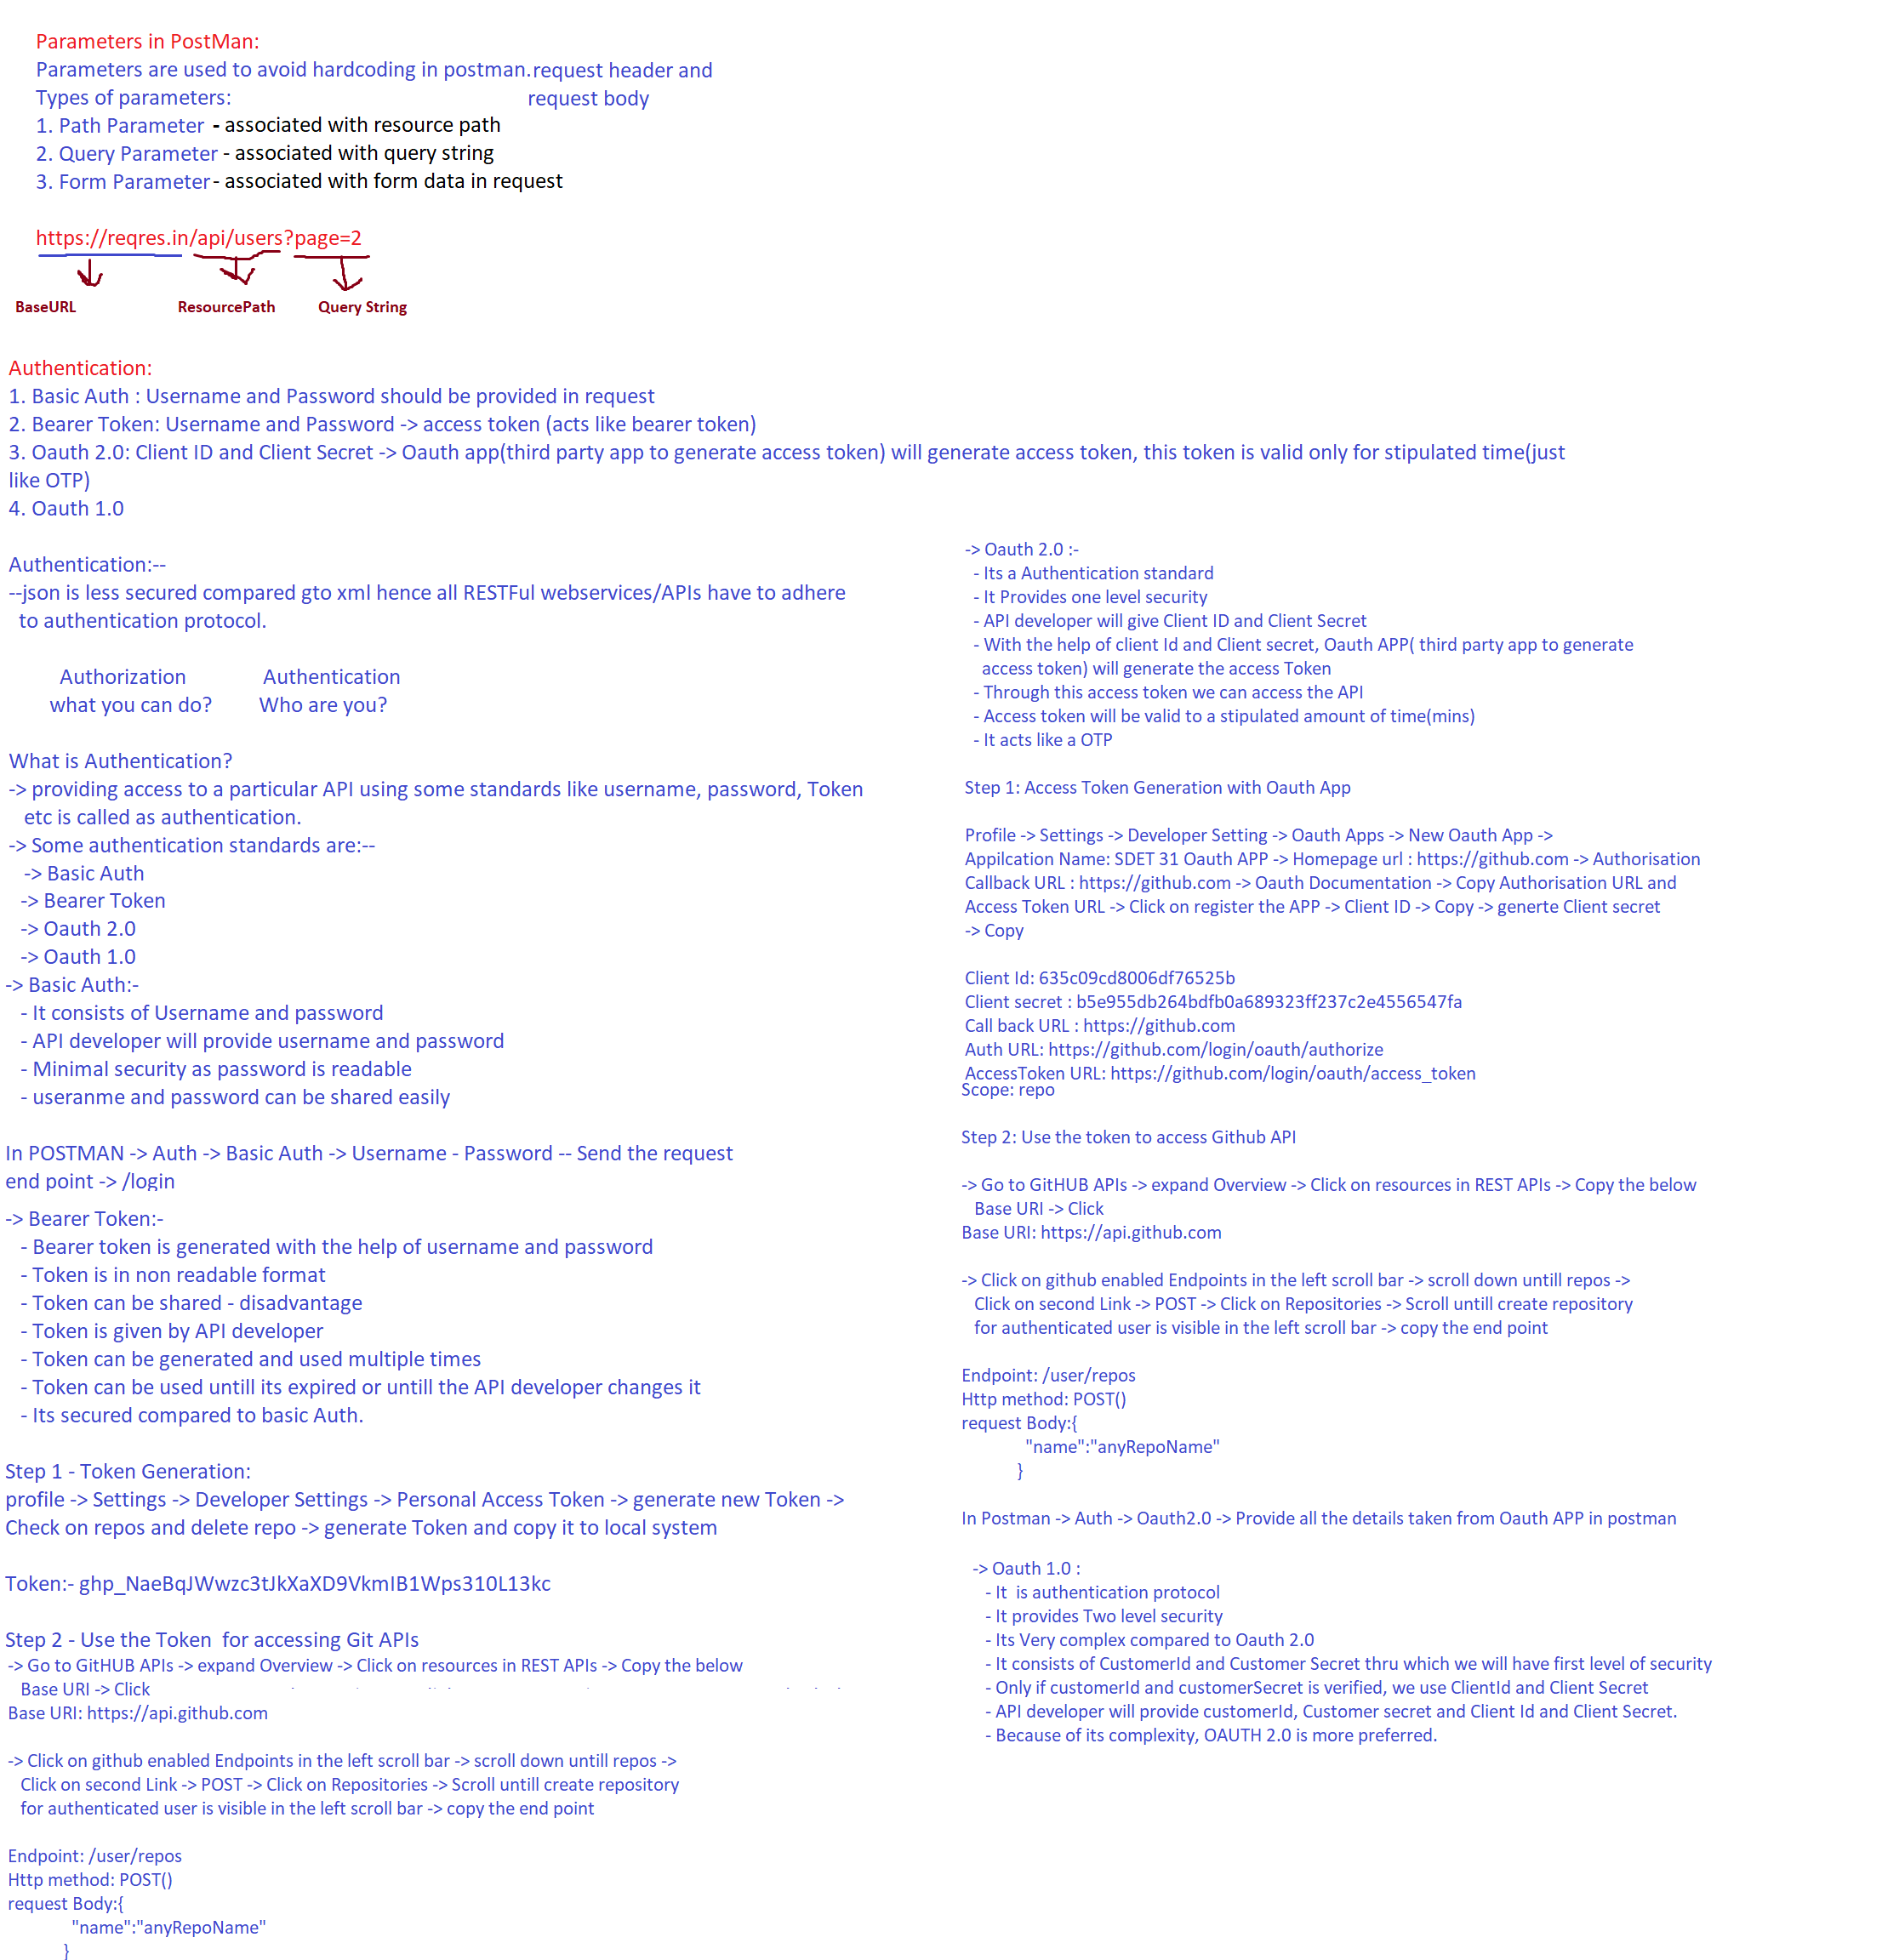 Parameters in PostMan:
Parameters are used to avoid hardcoding in postman.request header and
request body
Types of parameters:
1. Path Parameter - associated with resource path
2. Query Parameter - associated with query string
3. Form Parameter- associated with form data in request
https://reqres.in/api/users?page=2
BaseURL ResourcePath Query String
Authentication:
1. Basic Auth : Username and Password should be provided in request
2. Bearer Token: Username and Password -> access token (acts like bearer token)
3. Oauth 2.0: Client ID and Client Secret -> Oauth app(third party app to generate access token) will generate access token, this token is valid only for stipulated time(just
like OTP)
4. Oauth 1.0
Authentication:--
--json is less secured compared gto xml hence all RESTFul webservices/APIs have to adhere
to authentication protocol.
Authorization Authentication
what you can do? Who are you?
What is Authentication?
-> providing access to a particular API using some standards like username, password, Token
etc is called as authentication.
-> Some authentication standards are:--
-> Basic Auth
-> Bearer Token
-> Oauth 2.0
-> Oauth 1.0
-> Basic Auth:-
- It consists of Username and password
- API developer will provide username and password
- Minimal security as password is readable
- useranme and password can be shared easily
In POSTMAN -> Auth -> Basic Auth -> Username - Password -- Send the request
end point -> /login
-> Bearer Token:-
- Bearer token is generated with the help of username and password
- Token is in non readable format
- Token can be shared - disadvantage
- Token is given by API developer
- Token can be generated and used multiple times
- Token can be used untill its expired or untill the API developer changes it
- Its secured compared to basic Auth.
Step 1 - Token Generation:
profile -> Settings -> Developer Settings -> Personal Access Token -> generate new Token ->
Check on repos and delete repo -> generate Token and copy it to local system
Token:- 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
Step 2 - Use the Token  for accessing Git APIs
-> Go to GitHUB APIs -> expand Overview -> Click on resources in REST APIs -> Copy the below
Base URI -> Click
Base URI: https://api.github.com
-> Click on github enabled Endpoints in the left scroll bar -> scroll down untill repos ->
Click on second Link -> POST -> Click on Repositories -> Scroll untill create repository
for authenticated user is visible in the left scroll bar -> copy the end point
Endpoint: /user/repos
Http method: POST()
request Body:{
"name":"anyRepoName"
}
-> Oauth 2.0 :-
- Its a Authentication standard
- It Provides one level security
- API developer will give Client ID and Client Secret
- With the help of client Id and Client secret, Oauth APP( third party app to generate
access token) will generate the access Token
- Through this access token we can access the API
- Access token will be valid to a stipulated amount of time(mins)
- It acts like a OTP
Step 1: Access Token Generation with Oauth App
Profile -> Settings -> Developer Setting -> Oauth Apps -> New Oauth App ->
Appilcation Name: SDET 31 Oauth APP -> Homepage url : https://github.com -> Authorisation
Callback URL : https://github.com -> Oauth Documentation -> Copy Authorisation URL and
Access Token URL -> Click on register the APP -> Client ID -> Copy -> generte Client secret
-> Copy
Client Id: 635c09cd8006df76525b
Client secret : b5e955db264bdfb0a689323ff237c2e4556547fa
Call back URL : https://github.com
Auth URL: https://github.com/login/oauth/authorize
AccessToken URL: https://github.com/login/oauth/access_token
Scope: repo
Step 2: Use the token to access Github API
-> Go to GitHUB APIs -> expand Overview -> Click on resources in REST APIs -> Copy the below
Base URI -> Click
Base URI: https://api.github.com
-> Click on github enabled Endpoints in the left scroll bar -> scroll down untill repos ->
Click on second Link -> POST -> Click on Repositories -> Scroll untill create repository
for authenticated user is visible in the left scroll bar -> copy the end point
Endpoint: /user/repos
Http method: POST()
request Body:{
"name":"anyRepoName"
}
In Postman -> Auth -> Oauth2.0 -> Provide all the details taken from Oauth APP in postman
-> Oauth 1.0 :
- It  is authentication protocol
- It provides Two level security
- Its Very complex compared to Oauth 2.0
- It consists of CustomerId and Customer Secret thru which we will have first level of security
- Only if customerId and customerSecret is verified, we use ClientId and Client Secret
- API developer will provide customerId, Customer secret and Client Id and Client Secret.
- Because of its complexity, OAUTH 2.0 is more preferred.